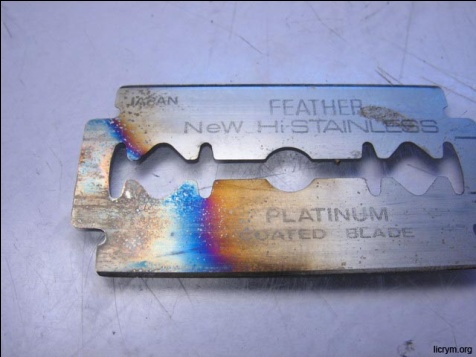 JAPAN
FEATHER
NeW Hi-STAINLESS
PLATINUM
COATED BLADE
licrym.org